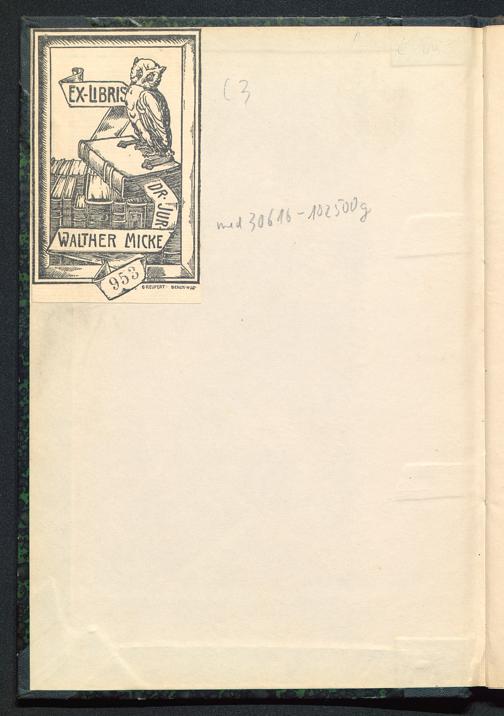 EX-LIBRIS
DR. JUR.
WALTHER MICKE
953
(3
med 30616-102500g